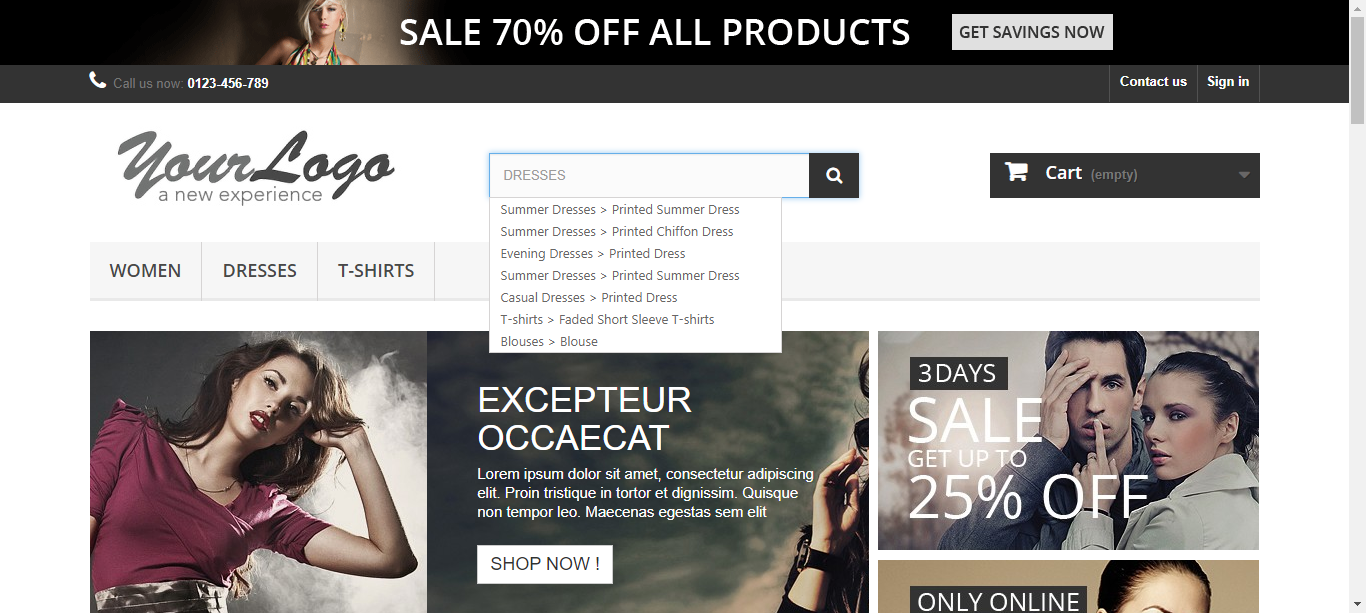 SALE 70% OFF ALL PRODUCTS
GET SAVINGS NOW
Call us now: 0123-456-789
Contact us
Sign in
YourLogo
a new experience
DRESSES
Cart (empty)
Summer Dresses > Printed Summer Dress
Summer Dresses > Printed Chiffon Dress
Evening Dresses > Printed Dress
Summer Dresses > Printed Summer Dress
Casual Dresses > Printed Dress
T-shirts > Faded Short Sleeve T-shirts
Blouses > Blouse
WOMEN
DRESSES
T-SHIRTS
EXCEPTEUR
OCCAECAT
Lorem ipsum dolor sit amet, consectetur adipiscing
elit. Proin tristique in tortor et dignissim. Quisque
non tempor leo. Maecenas egestas sem elit
SHOP NOW !
3 DAYS
SALE
GET UP TO
25% OFF
ONLY ONLINE